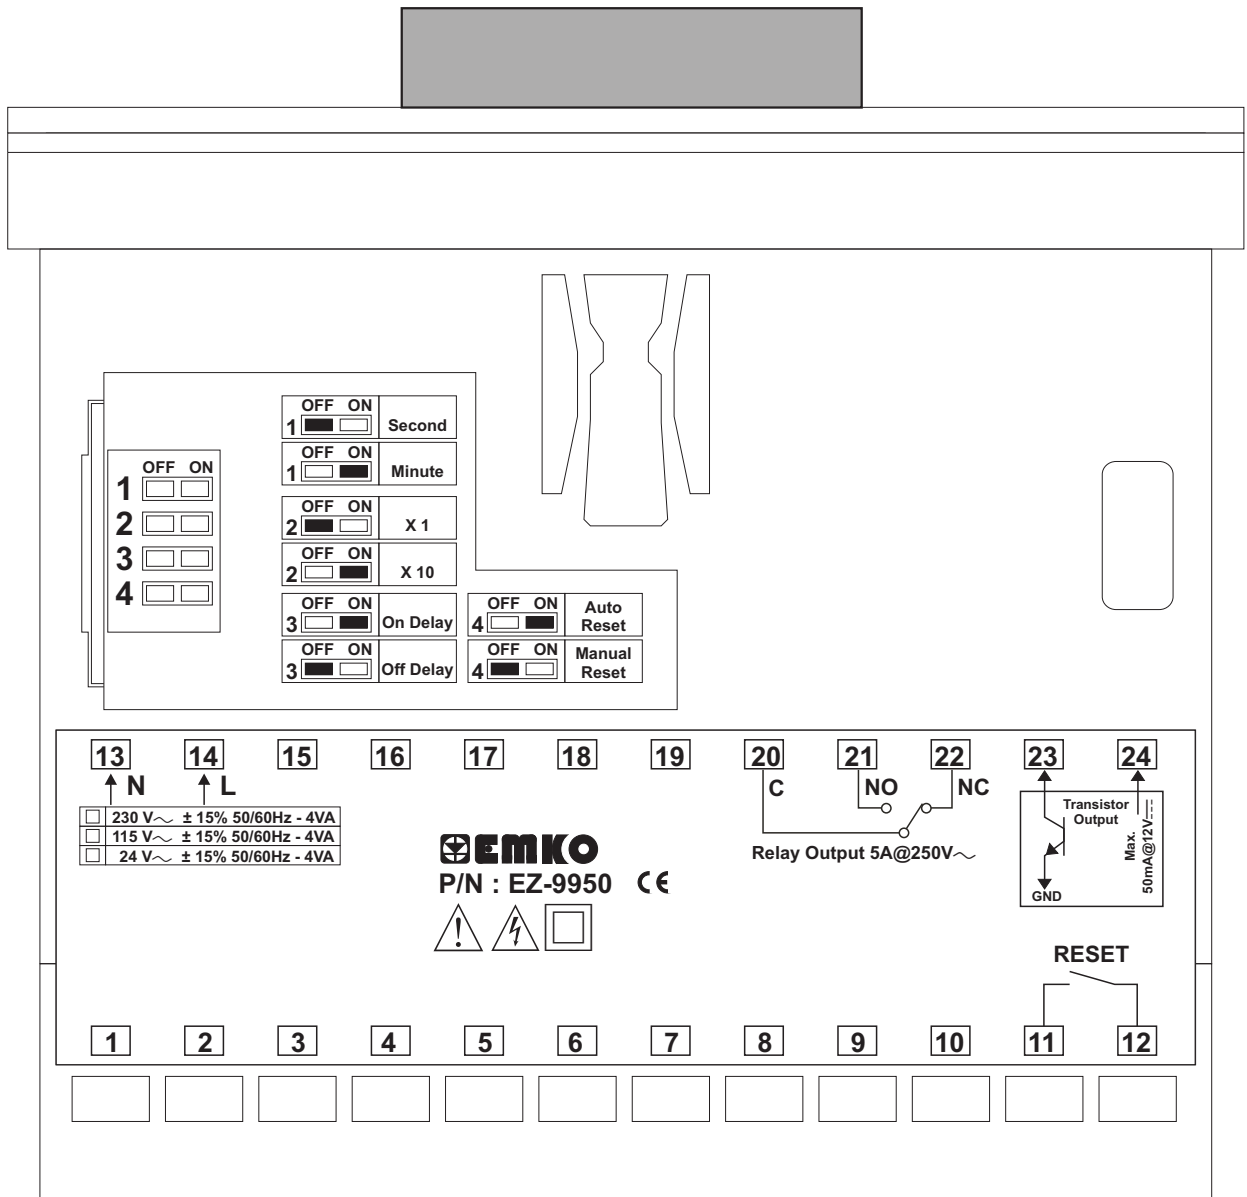 OFF ON
1
2
3
4
OFF ON
1 Second
OFF ON
1 Minute
OFF ON
2 X 1
OFF ON
2 X 10
OFF ON
3 On Delay
OFF ON
3 Off Delay
OFF ON
4 Auto Reset
OFF ON
4 Manual Reset
13 14 15 16 17 18 19 20 21 22 23 24
N L
C NO NC
230 V~ ± 15% 50/60Hz - 4VA
115 V~ ± 15% 50/60Hz - 4VA
24 V~ ± 15% 50/60Hz - 4VA
EMKO
P/N : EZ-9950 CE
Relay Output 5A@250V~
Transistor
Output
Max.
50mA@12V⎓
GND
RESET
1 2 3 4 5 6 7 8 9 10 11 12